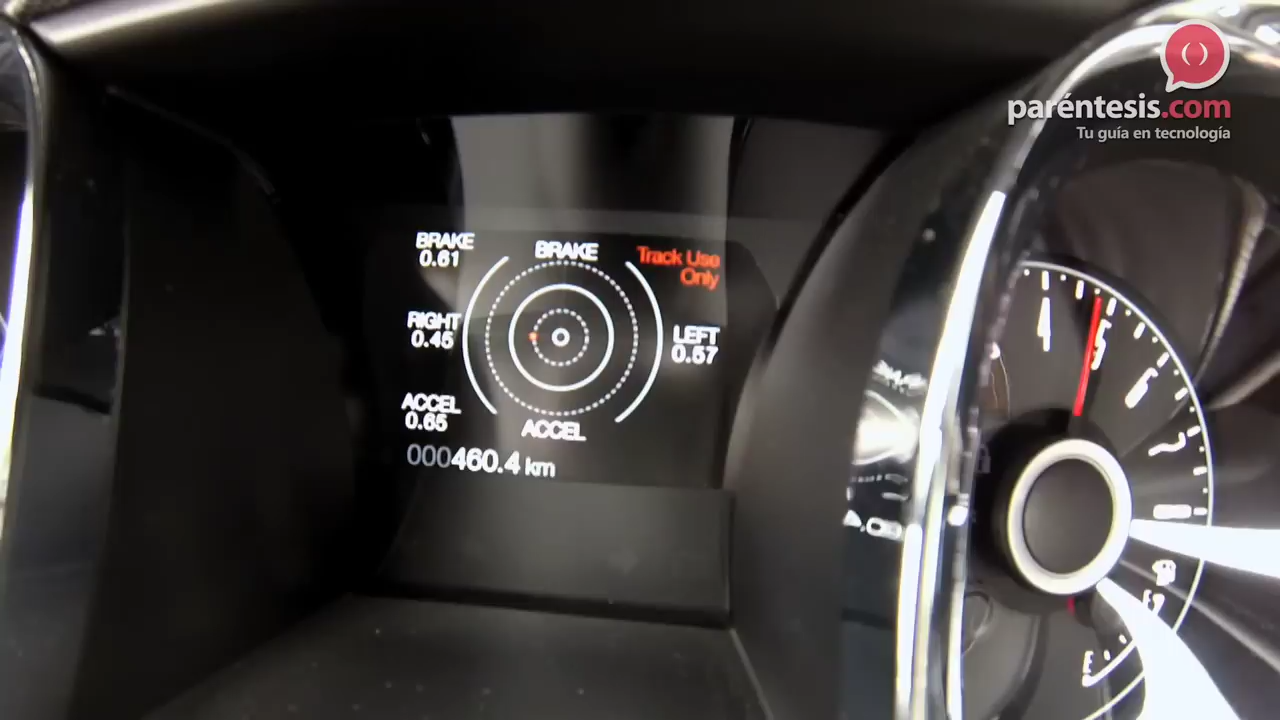 paréntesis.com
Tu guía en tecnología
BRAKE
0.61
BRAKE
Track Use
Only
RIGHT
0.45
LEFT
0.57
ACCEL
0.65
ACCEL
000460.4 km
4
5
6
7
E